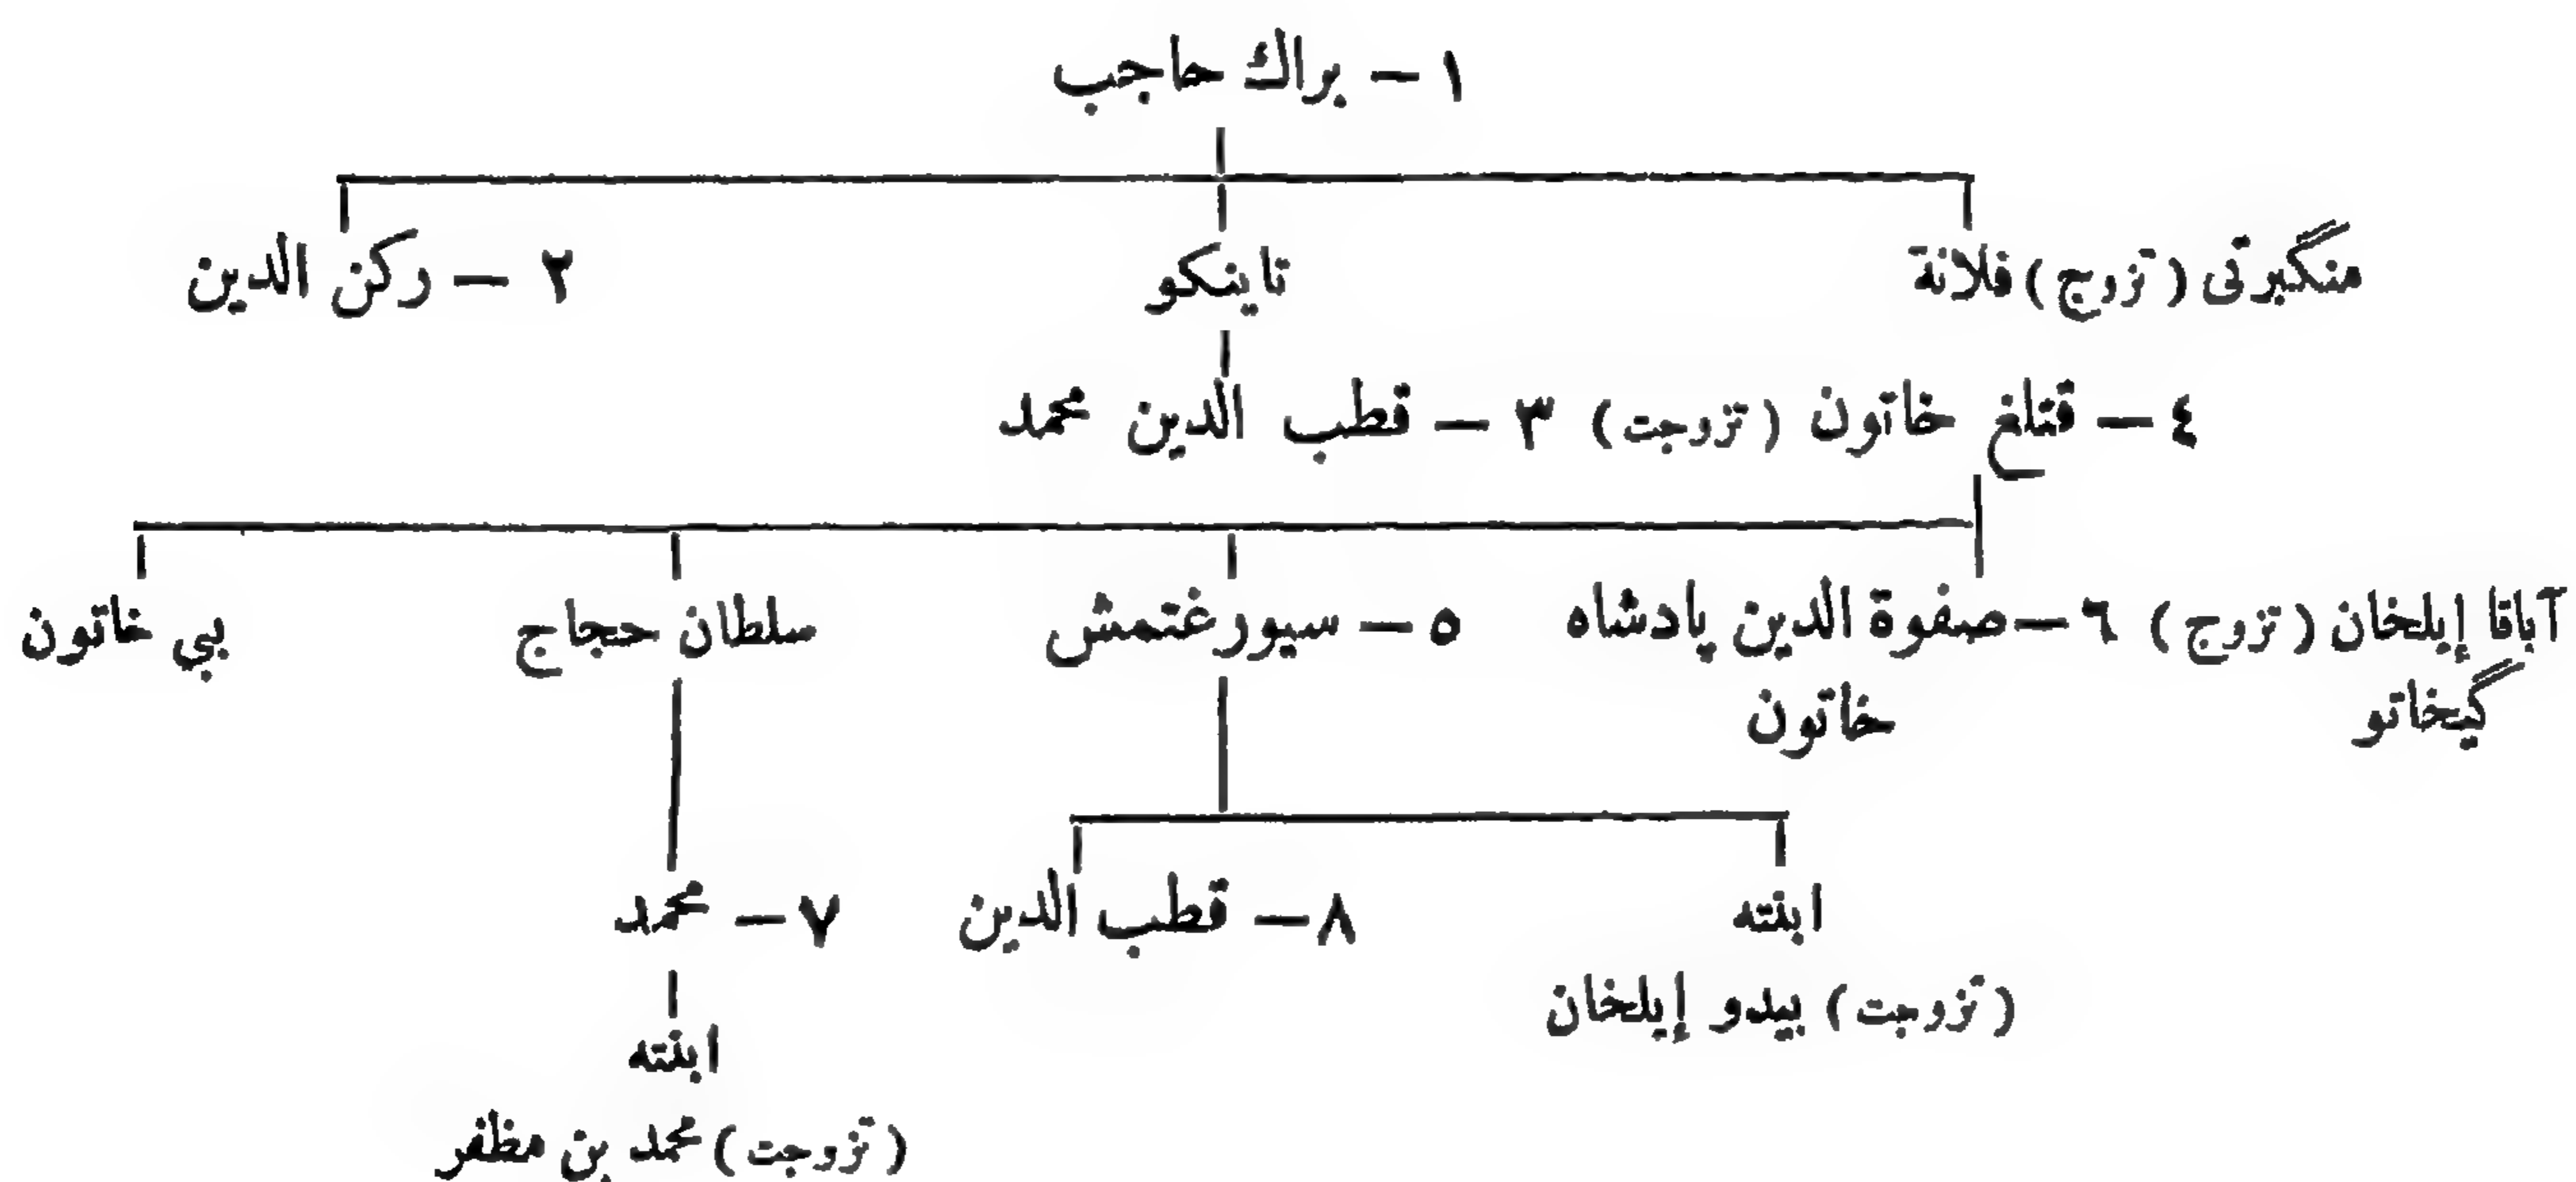 ١ – براك حاجب
منگبرتى (تزوج) فلانة تاينكو ٢ – ركن الدين
٤ – قتلغ خاتون (تزوجت) ٣ – قطب الدين محمد
آباقا إيلخان (تزوج) ٦ – صفوة الدين پادشاه ٥ – سيورغتمش سلطان حجاج بي خاتون
گيخاتو خاتون
ابنته ٨ – قطب الدين ٧ – محمد
(تزوجت) بيدو إيلخان
ابنته
(تزوجت) محمد بن مظفر